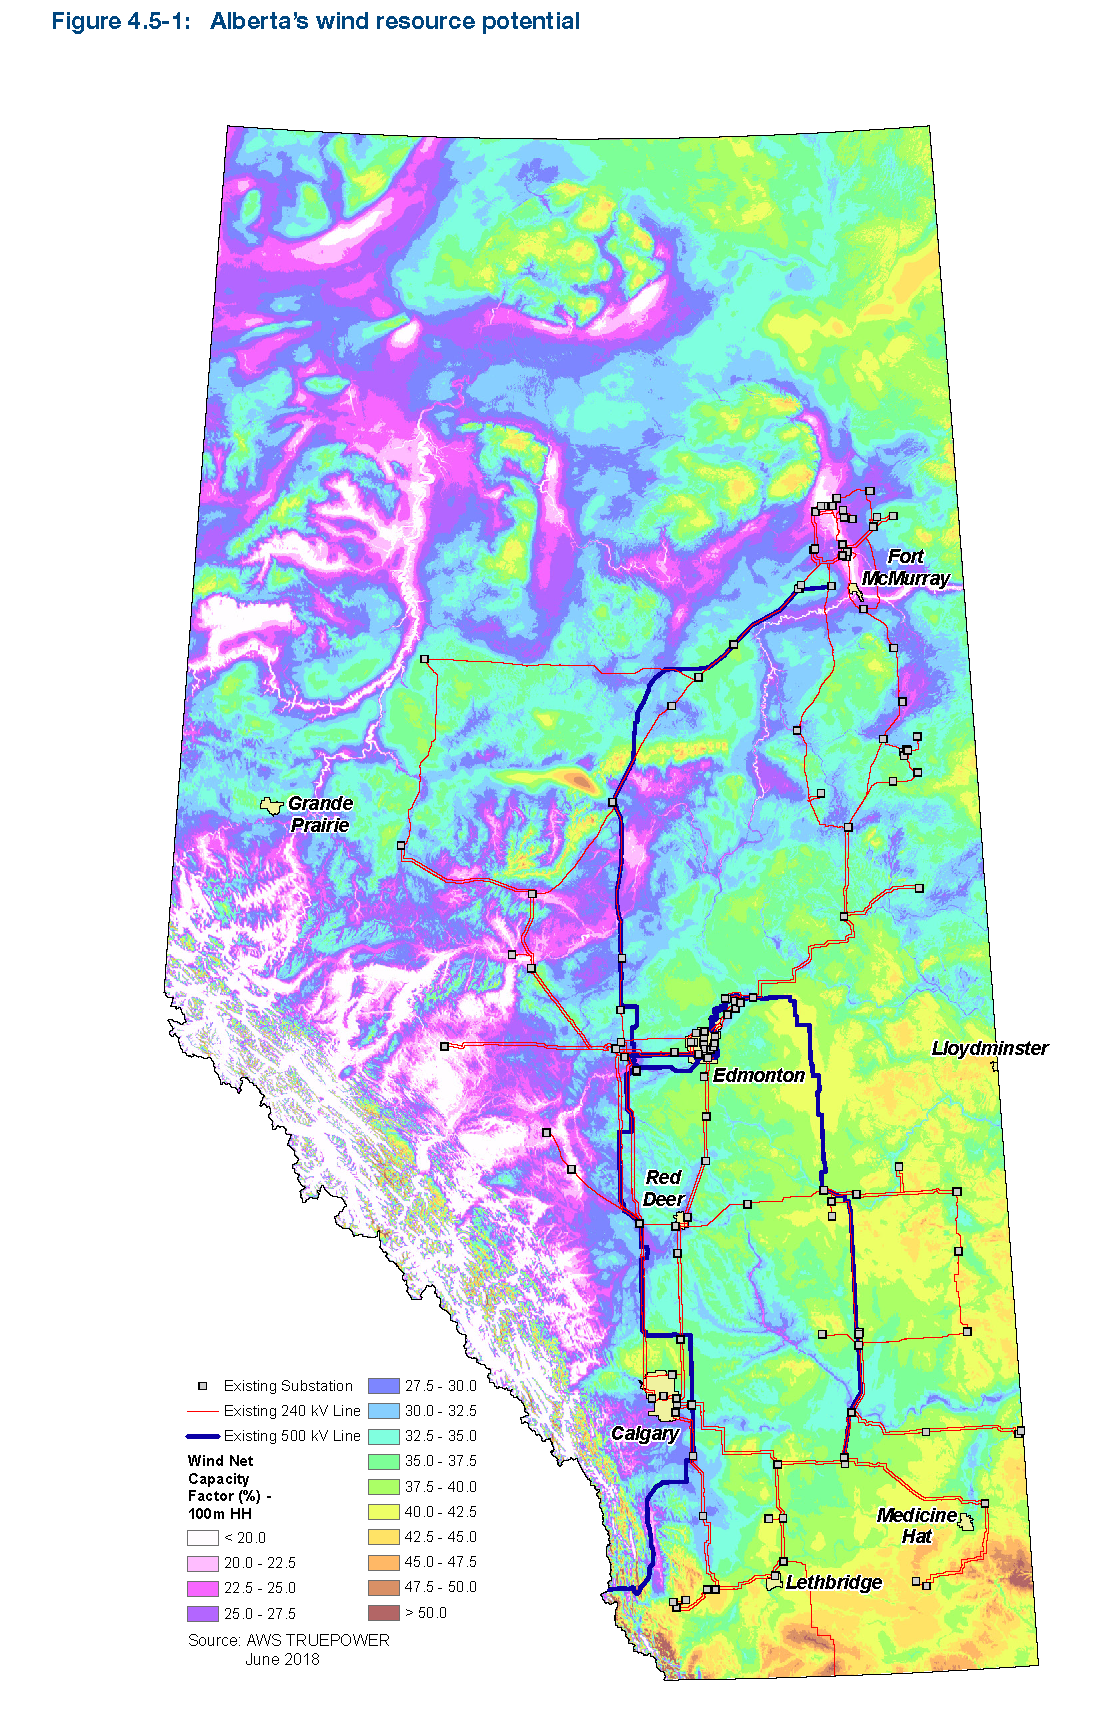 Figure 4.5-1: Alberta's wind resource potential
Fort
McMurray
Grande
Prairie
Lloydminster
Edmonton
Red
Deer
Calgary
Medicine
Hat
Lethbridge
Existing Substation
Existing 240 kV Line
Existing 500 kV Line
Wind Net
Capacity
Factor (%) -
100m HH
< 20.0
20.0 - 22.5
22.5 - 25.0
25.0 - 27.5
27.5 - 30.0
30.0 - 32.5
32.5 - 35.0
35.0 - 37.5
37.5 - 40.0
40.0 - 42.5
42.5 - 45.0
45.0 - 47.5
47.5 - 50.0
> 50.0
Source: AWS TRUEPOWER
June 2018